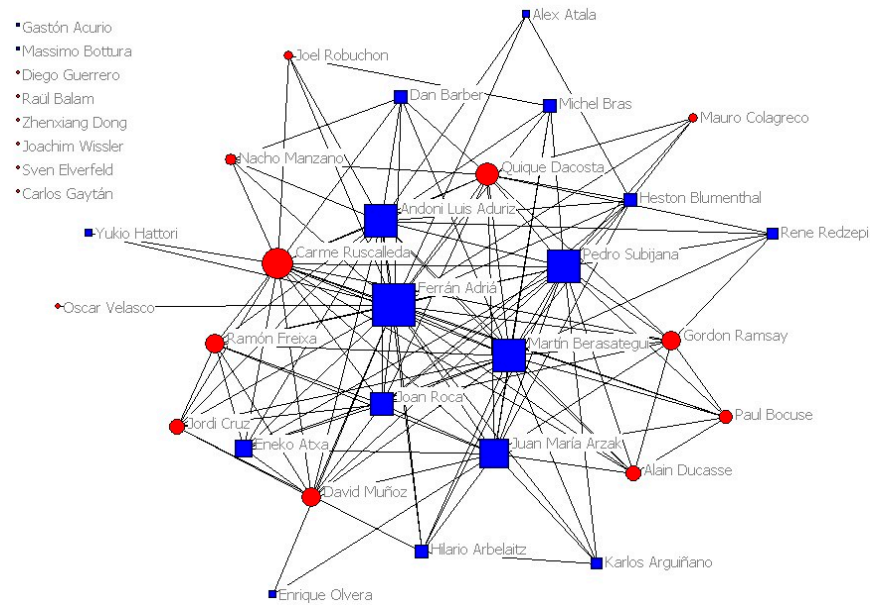 Gastón Acurio
Massimo Bottura
Diego Guerrero
Raül Balam
Zhenxiang Dong
Joachim Wissler
Sven Elverfeld
Carlos Gaytán
Alex Atala
Joel Robuchon
Dan Barber
Michel Bras
Mauro Colagreco
Nacho Manzano
Quique Dacosta
Heston Blumenthal
Andoni Luis Aduriz
Yukio Hattori
Rene Redzepi
Carme Ruscalleda
Pedro Subijana
Ferrán Adriá
Oscar Velasco
Ramón Freixa
Martín Berasategui
Gordon Ramsay
Joan Roca
Paul Bocuse
Jordi Cruz
Eneko Atxa
Juan María Arzak
Alain Ducasse
David Muñoz
Hilario Arbelaitz
Karlos Arguiñano
Enrique Olvera